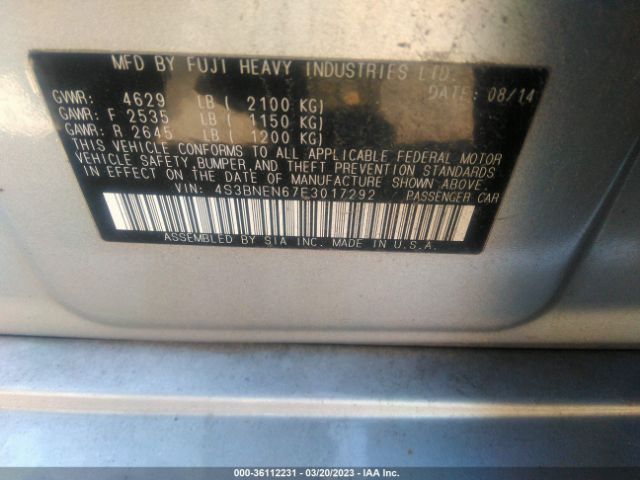 MFD BY FUJI HEAVY INDUSTRIES LTD.
DATE: 08/14
GVWR: 4629 LB ( 2100 KG)
GAWR: F 2535 LB ( 1150 KG)
GAWR: R 2645 LB ( 1200 KG)
THIS VEHICLE CONFORMS TO ALL APPLICABLE FEDERAL MOTOR
VEHICLE SAFETY, BUMPER, AND THEFT PREVENTION STANDARDS
IN EFFECT ON THE DATE OF MANUFACTURE SHOWN ABOVE.
VIN: 4S3BNEN67E3017292 PASSENGER CAR
ASSEMBLED BY SIA INC. MADE IN U.S.A.
000-36112231 - 03/20/2023 - IAA Inc.